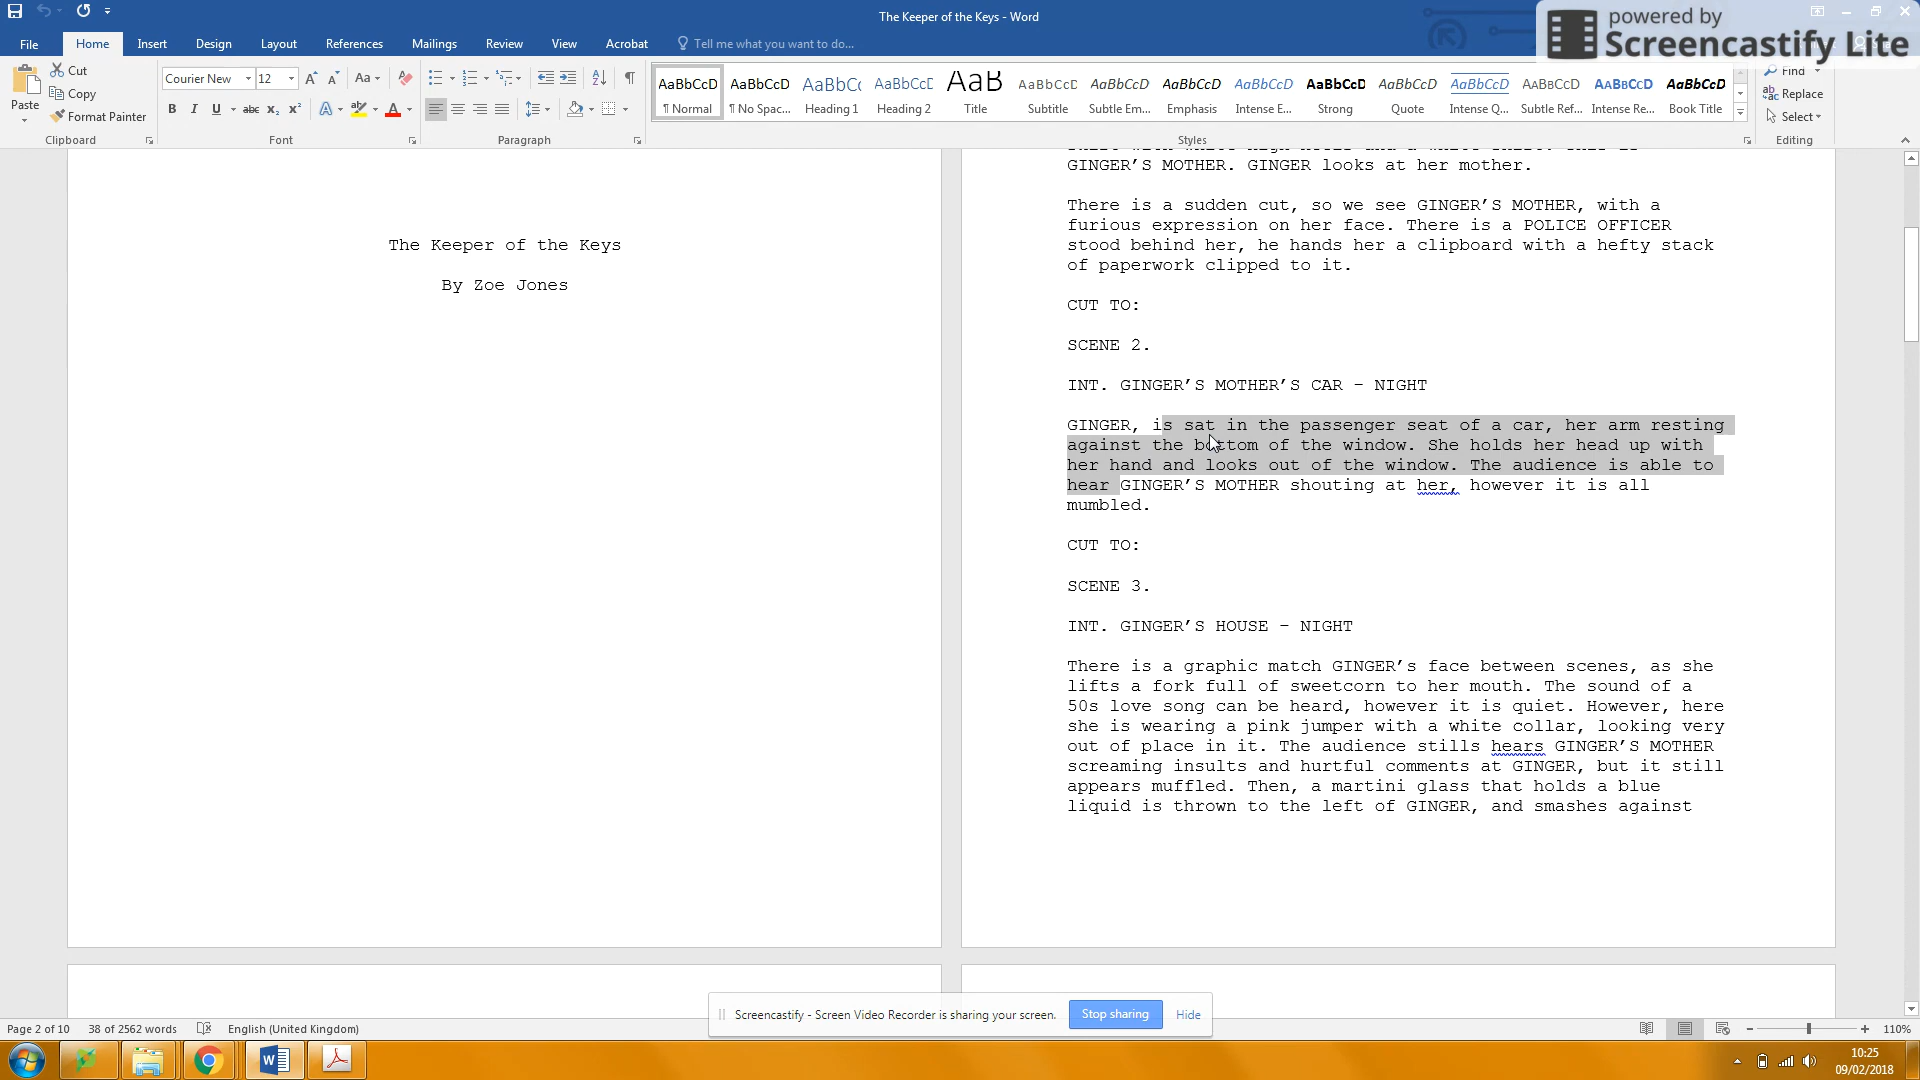 The Keeper of the Keys - Word
powered by
Screencastify Lite
File Home Insert Design Layout References Mailings Review View Acrobat Tell me what you want to do...
Paste
Cut
Copy
Format Painter
Clipboard
Courier New 12
Aa
B I U abc x₂ x²
Font
Paragraph
AaBbCcD AaBbCcD AaBbCc AaBbCcD AaB AaBbCcD AaBbCcD AaBbCcD AaBbCcD AaBbCcD AaBbCcD AaBbCcD AaBbCcD AaBbCcD AaBbCcD
¶ Normal ¶ No Spac... Heading 1 Heading 2 Title Subtitle Subtle Em... Emphasis Intense E... Strong Quote Intense Q... Subtle Ref... Intense Re... Book Title
Styles
Find
Replace
Select
Editing
The Keeper of the Keys
By Zoe Jones
GINGER’S MOTHER. GINGER looks at her mother.
There is a sudden cut, so we see GINGER’S MOTHER, with a
furious expression on her face. There is a POLICE OFFICER
stood behind her, he hands her a clipboard with a hefty stack
of paperwork clipped to it.
CUT TO:
SCENE 2.
INT. GINGER’S MOTHER’S CAR – NIGHT
GINGER, is sat in the passenger seat of a car, her arm resting
against the bottom of the window. She holds her head up with
her hand and looks out of the window. The audience is able to
hear GINGER’S MOTHER shouting at her, however it is all
mumbled.
CUT TO:
SCENE 3.
INT. GINGER’S HOUSE – NIGHT
There is a graphic match GINGER’s face between scenes, as she
lifts a fork full of sweetcorn to her mouth. The sound of a
50s love song can be heard, however it is quiet. However, here
she is wearing a pink jumper with a white collar, looking very
out of place in it. The audience stills hears GINGER’S MOTHER
screaming insults and hurtful comments at GINGER, but it still
appears muffled. Then, a martini glass that holds a blue
liquid is thrown to the left of GINGER, and smashes against
Screencastify - Screen Video Recorder is sharing your screen. Stop sharing Hide
Page 2 of 10 38 of 2562 words English (United Kingdom) 110%
10:25
09/02/2018